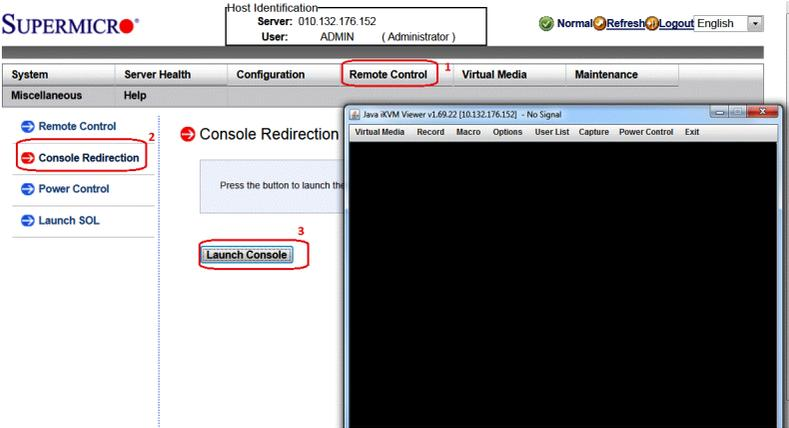 SUPERMICRO
Host Identification
Server: 010.132.176.152
User: ADMIN ( Administrator )
Normal Refresh Logout English
System Server Health Configuration Remote Control 1 Virtual Media Maintenance
Miscellaneous Help
Remote Control
2
Console Redirection
Power Control
Launch SOL
Console Redirection
Press the button to launch the
3
Launch Console
Java iKVM Viewer v1.69.22 [10.132.176.152] - No Signal
Virtual Media Record Macro Options User List Capture Power Control Exit